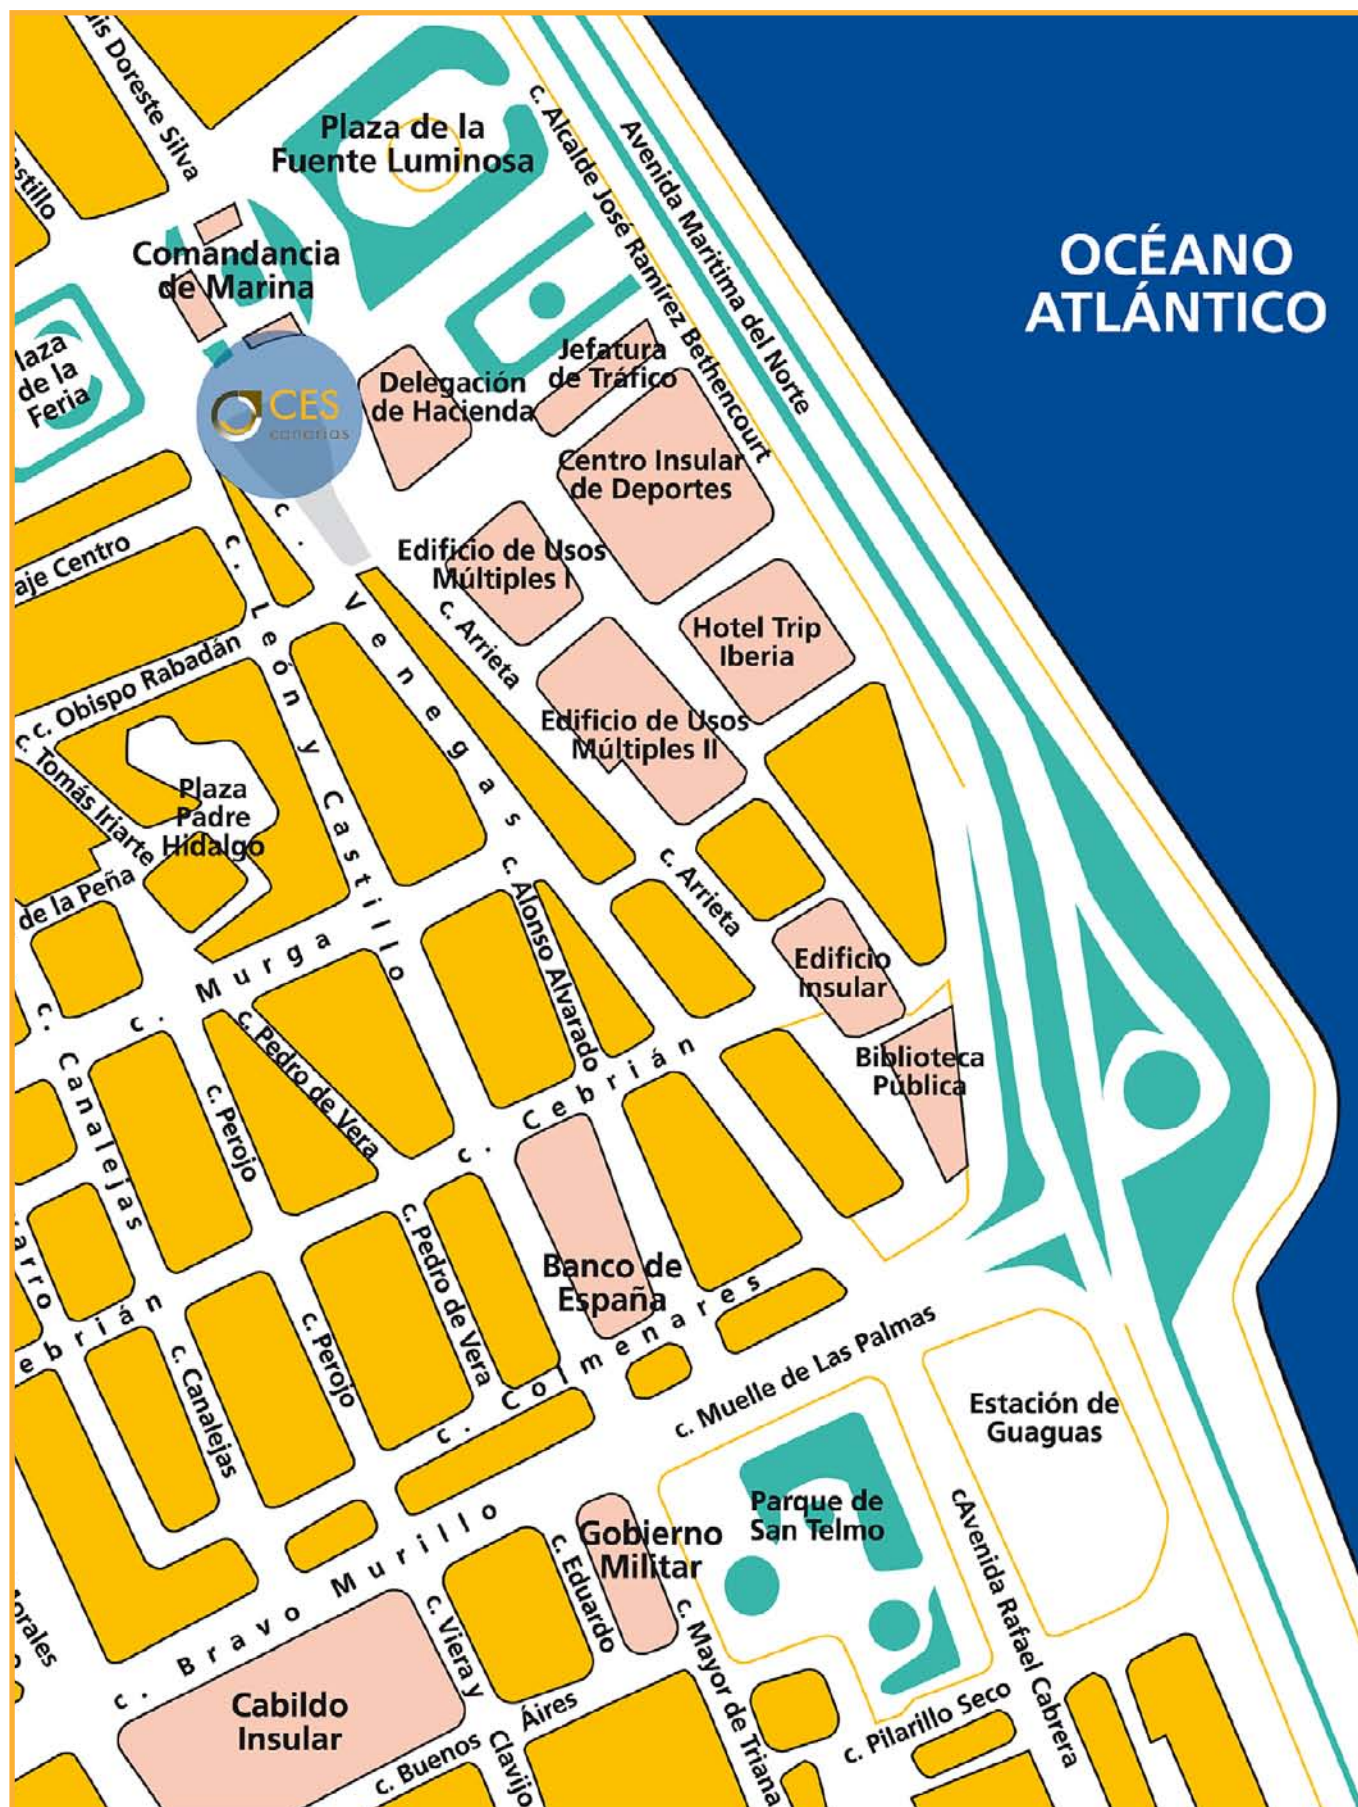 is Doreste Silva
Plaza de la
Fuente Luminosa
c. Alcalde José Ramírez Bethencourt
Avenida Maritima del Norte
OCÉANO
ATLÁNTICO
astillo
Comandancia
de Marina
laza
de la
Feria
CES
canarias
Delegación
de Hacienda
Jefatura
de Tráfico
Centro Insular
de Deportes
Edificio de Usos
Múltiples I
aje Centro
c. León y Castillo
c. Venegas
c. Arrieta
Hotel Trip
Iberia
c. Obispo Rabadán
c. Tomás Iriarte
Edificio de Usos
Múltiples II
Plaza
Padre
Hidalgo
de la Peña
c. Alonso Alvarado
c. Arrieta
c. Murga
Edificio
Insular
c. Canalejas
c. Pedro de Vera
c. Perojo
c. Cebrián
Biblioteca
Pública
arro
c. Pedro de Vera
Banco de
España
ebrián
c. Canalejas
c. Perojo
c. Colmenares
c. Muelle de Las Palmas
Estación de
Guaguas
Parque de
San Telmo
cAvenida Rafael Cabrera
Gobierno
Militar
c. Bravo Murillo
c. Eduardo
c. Viera y
Clavijo
c. Mayor de Triana
orales
Cabildo
Insular
c. Buenos Áires
c. Pilarillo Seco